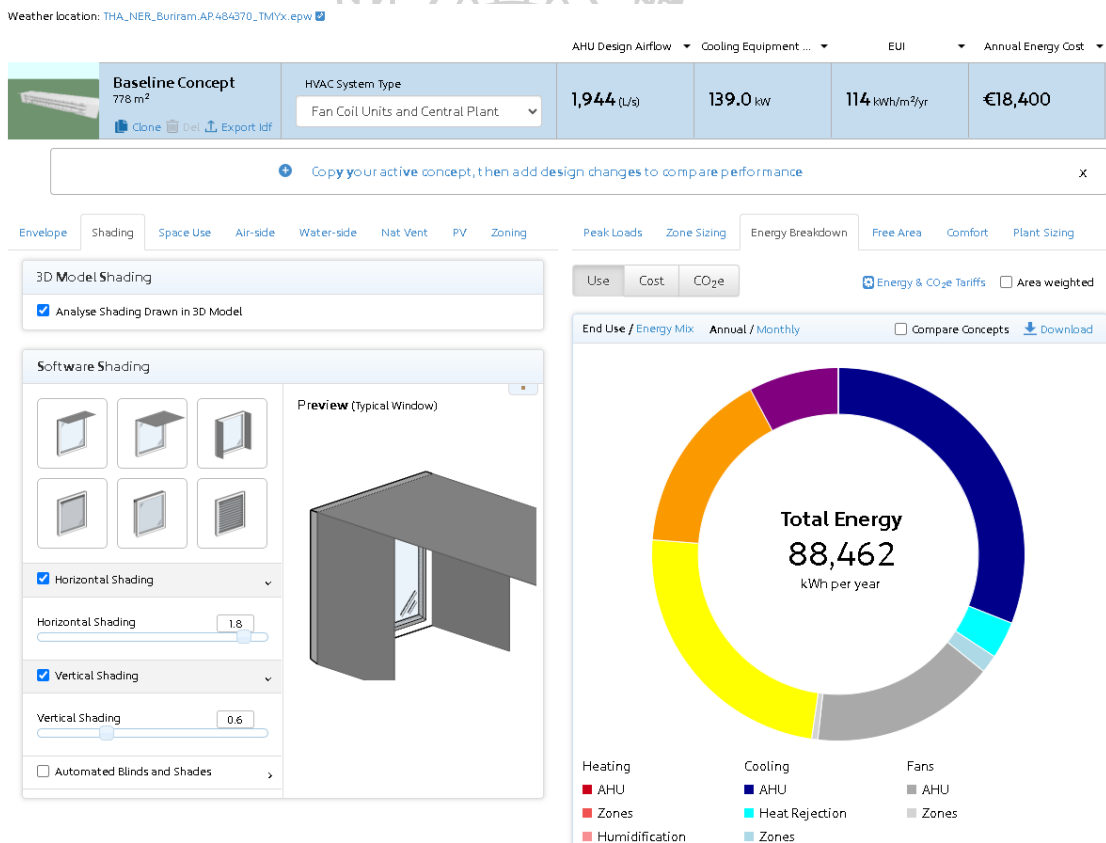 Weather location: THA_NER_Buriram.AP.484370_TMYx.epw
AHU Design Airflow Cooling Equipment ... EUI Annual Energy Cost
Baseline Concept
778 m²
Clone Del Export Idf
HVAC System Type
Fan Coil Units and Central Plant
1,944 (L/s)
139.0 kW
114 kWh/m²/yr
€18,400
Copy your active concept, then add design changes to compare performance x
Envelope Shading Space Use Air-side Water-side Nat Vent PV Zoning
3D Model Shading
Analyse Shading Drawn in 3D Model
Software Shading
Preview (Typical Window)
Horizontal Shading
Horizontal Shading 1.8
Vertical Shading
Vertical Shading 0.6
Automated Blinds and Shades
Peak Loads Zone Sizing Energy Breakdown Free Area Comfort Plant Sizing
Use Cost CO₂e Energy & CO₂e Tariffs Area weighted
End Use / Energy Mix Annual / Monthly Compare Concepts Download
Total Energy
88,462
kWh per year
Heating
AHU
Zones
Humidification
Cooling
AHU
Heat Rejection
Zones
Fans
AHU
Zones